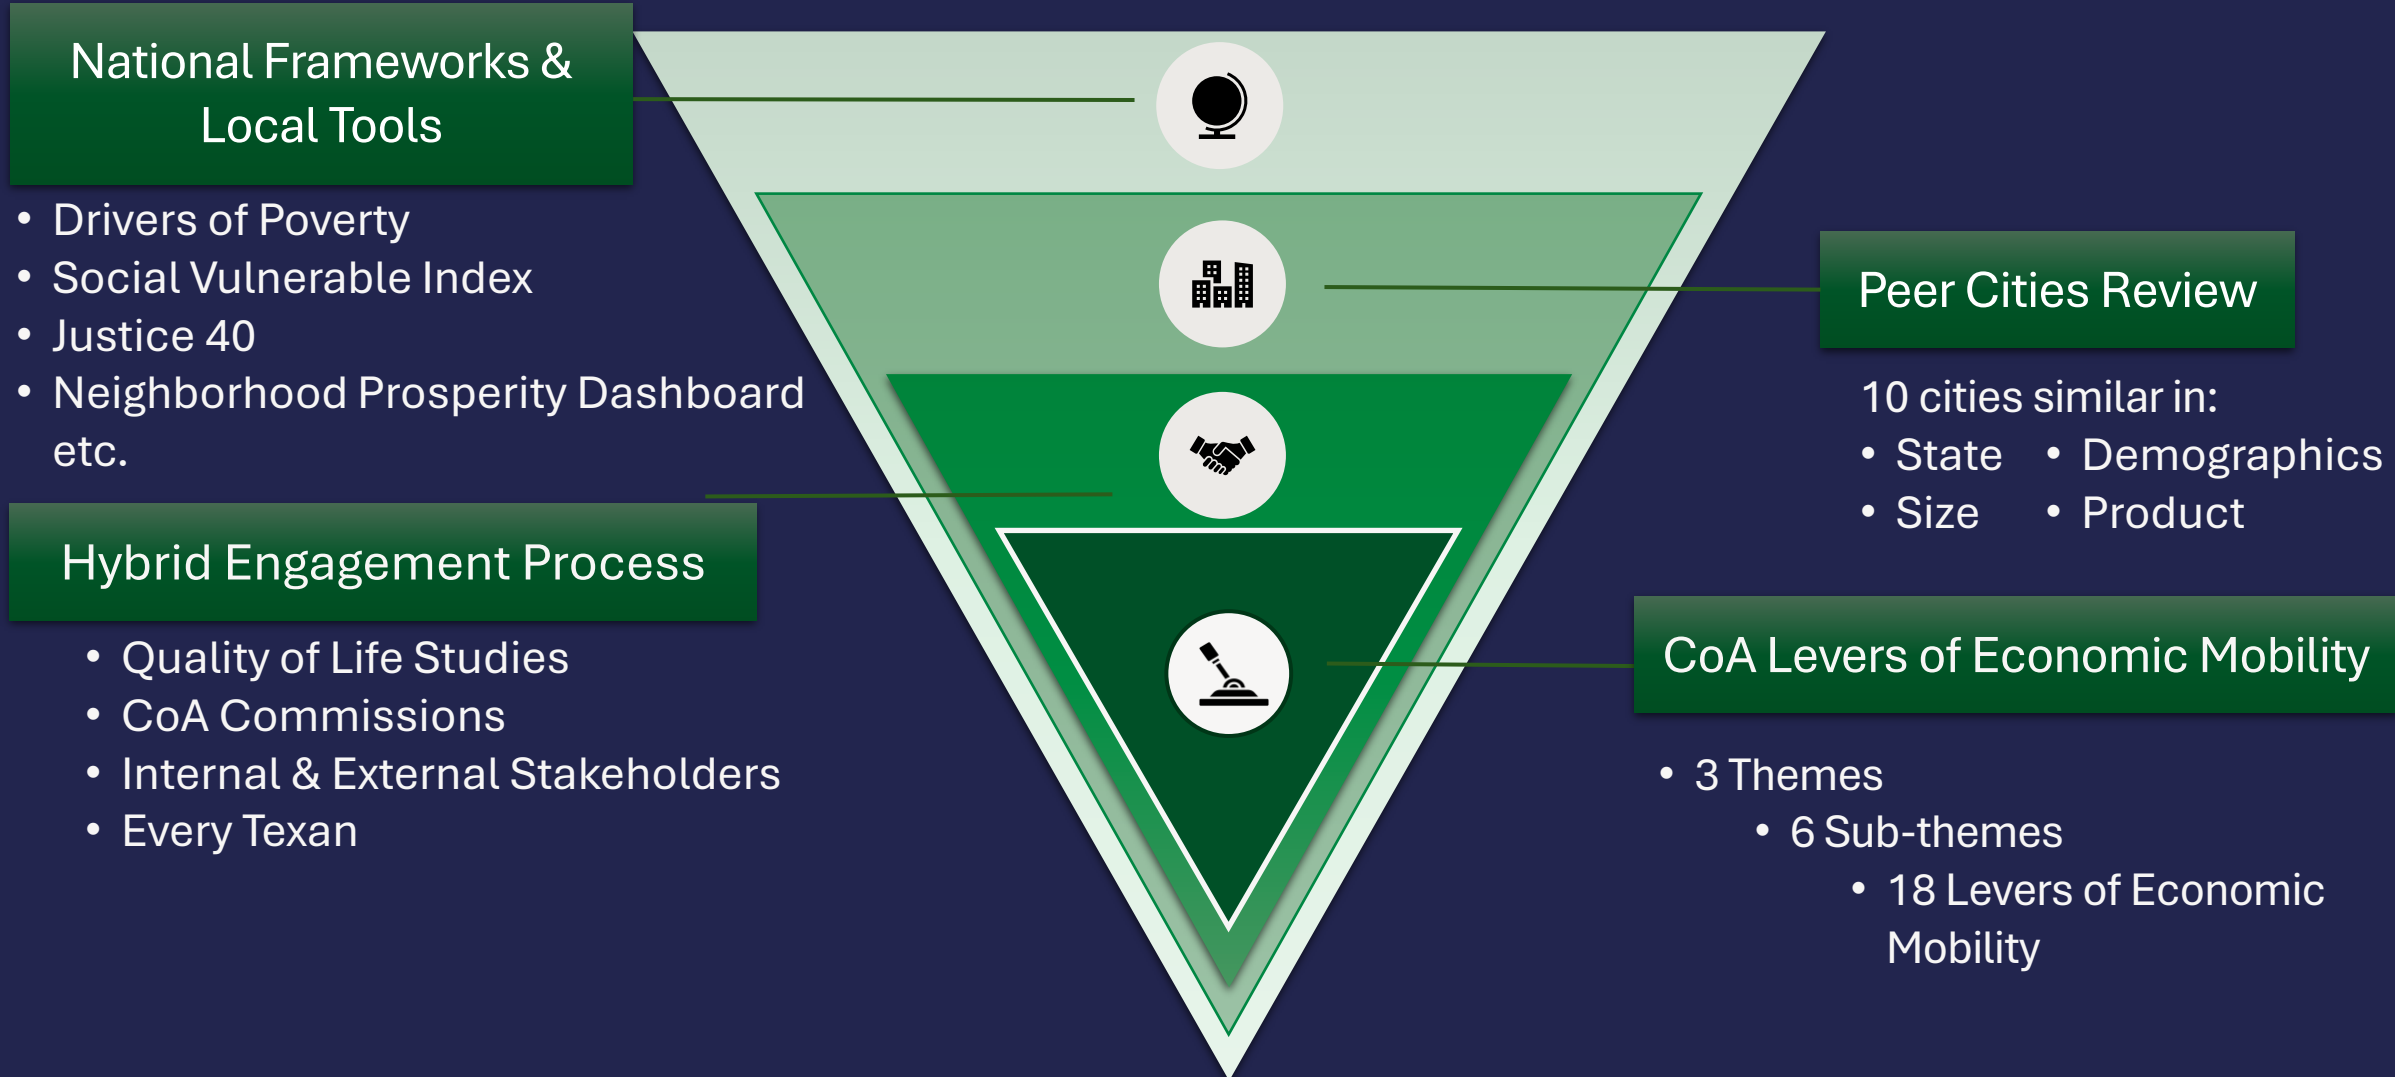 National Frameworks &
Local Tools
• Drivers of Poverty
• Social Vulnerable Index
• Justice 40
• Neighborhood Prosperity Dashboard
etc.
Peer Cities Review
10 cities similar in:
• State • Demographics
• Size • Product
Hybrid Engagement Process
• Quality of Life Studies
• CoA Commissions
• Internal & External Stakeholders
• Every Texan
CoA Levers of Economic Mobility
• 3 Themes
• 6 Sub-themes
• 18 Levers of Economic
Mobility